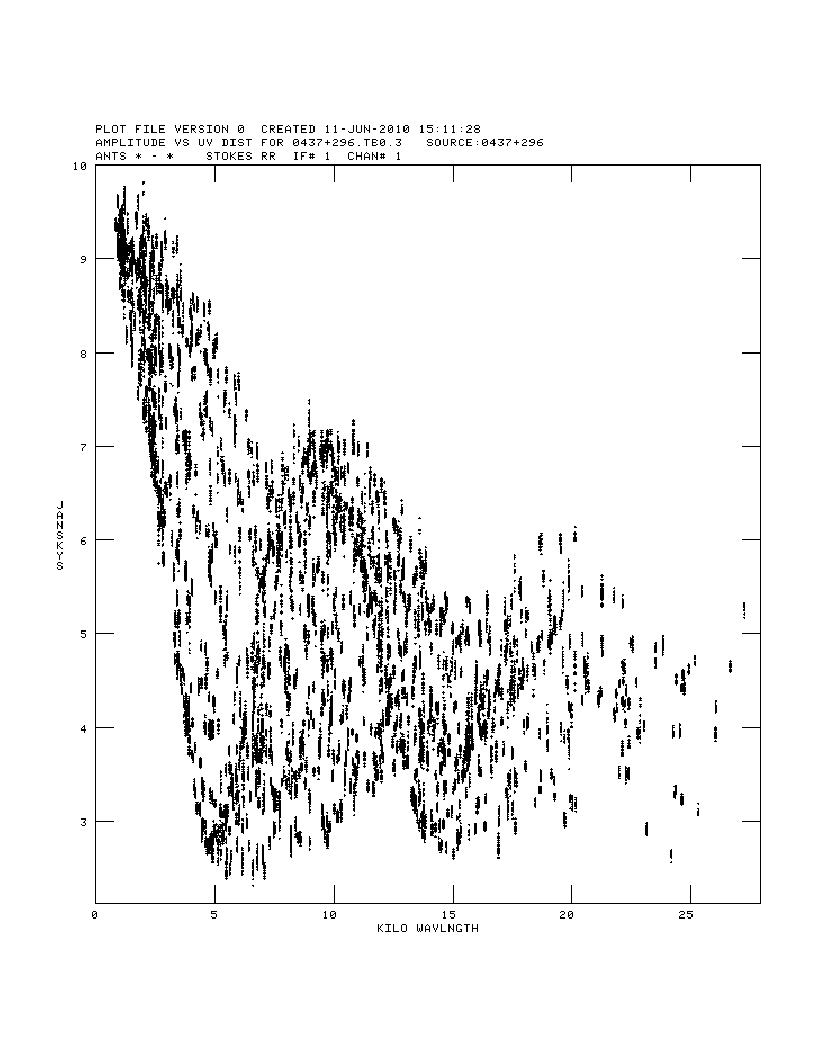 PLOT FILE VERSION 0  CREATED 11-JUN-2010 15:11:28
AMPLITUDE VS UV DIST FOR 0437+296.TB0.3   SOURCE:0437+296
ANTS * - *    STOKES RR  IF# 1  CHAN# 1
10
9
8
7
JANSKYS
6
5
4
3
0 5 10 15 20 25
KILO WAVLNGTH